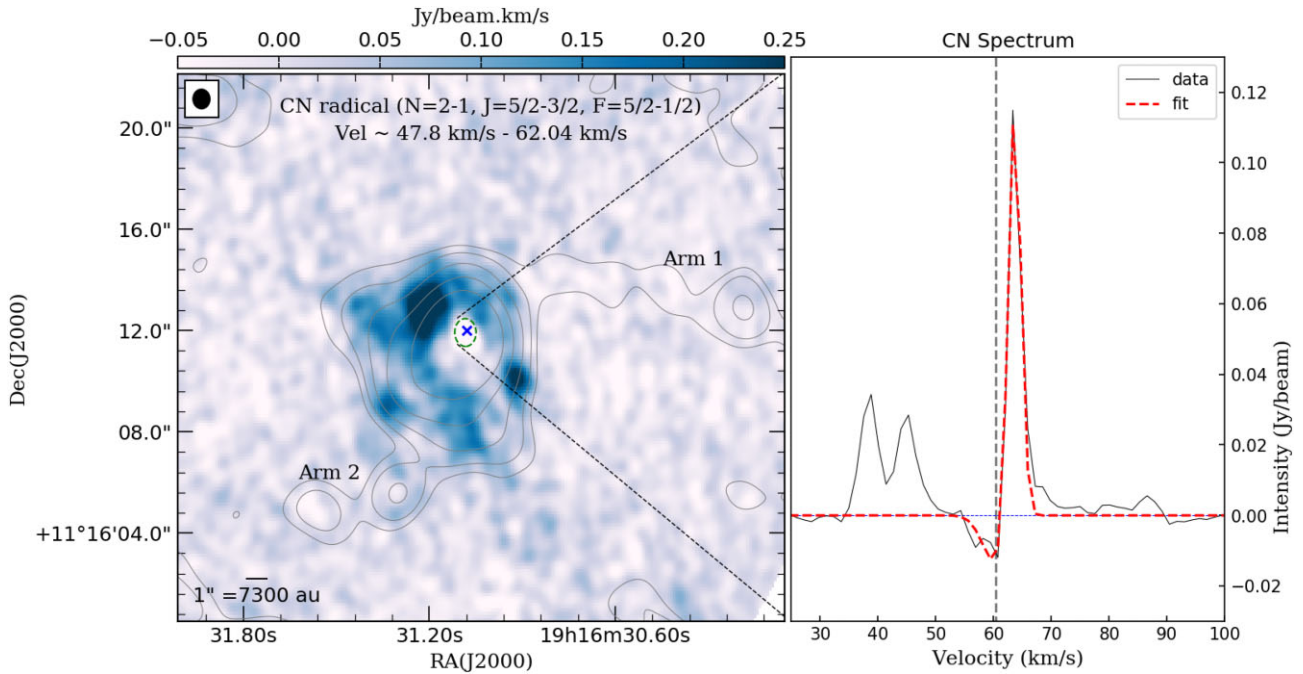 Jy/beam.km/s
−0.05 0.00 0.05 0.10 0.15 0.20 0.25
CN radical (N=2-1, J=5/2-3/2, F=5/2-1/2)
Vel ~ 47.8 km/s - 62.04 km/s
20.0"
16.0"
12.0"
08.0"
+11°16'04.0"
Dec(J2000)
Arm 1
Arm 2
1" =7300 au
31.80s 31.20s 19h16m30.60s
RA(J2000)
CN Spectrum
data
fit
0.12
0.10
0.08
0.06
0.04
0.02
0.00
−0.02
Intensity (Jy/beam)
30 40 50 60 70 80 90 100
Velocity (km/s)